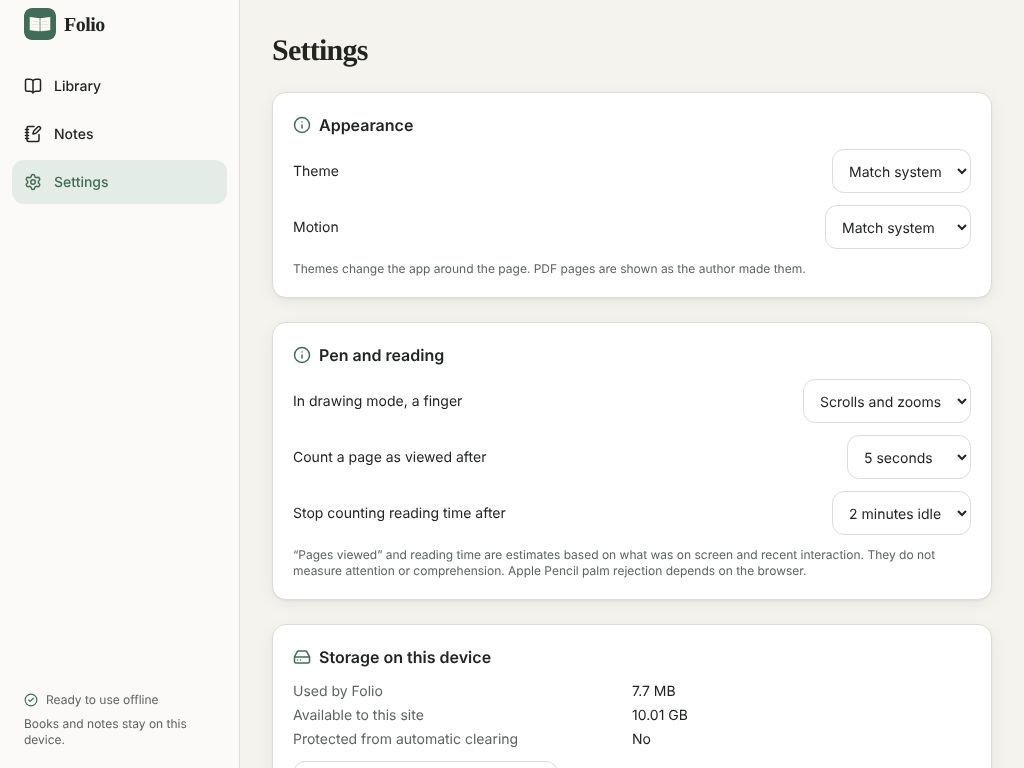 Folio
Library
Notes
Settings
Ready to use offline
Books and notes stay on this
device.
Settings
Appearance
Theme
Match system
Motion
Match system
Themes change the app around the page. PDF pages are shown as the author made them.
Pen and reading
In drawing mode, a finger
Scrolls and zooms
Count a page as viewed after
5 seconds
Stop counting reading time after
2 minutes idle
“Pages viewed” and reading time are estimates based on what was on screen and recent interaction. They do not
measure attention or comprehension. Apple Pencil palm rejection depends on the browser.
Storage on this device
Used by Folio
7.7 MB
Available to this site
10.01 GB
Protected from automatic clearing
No